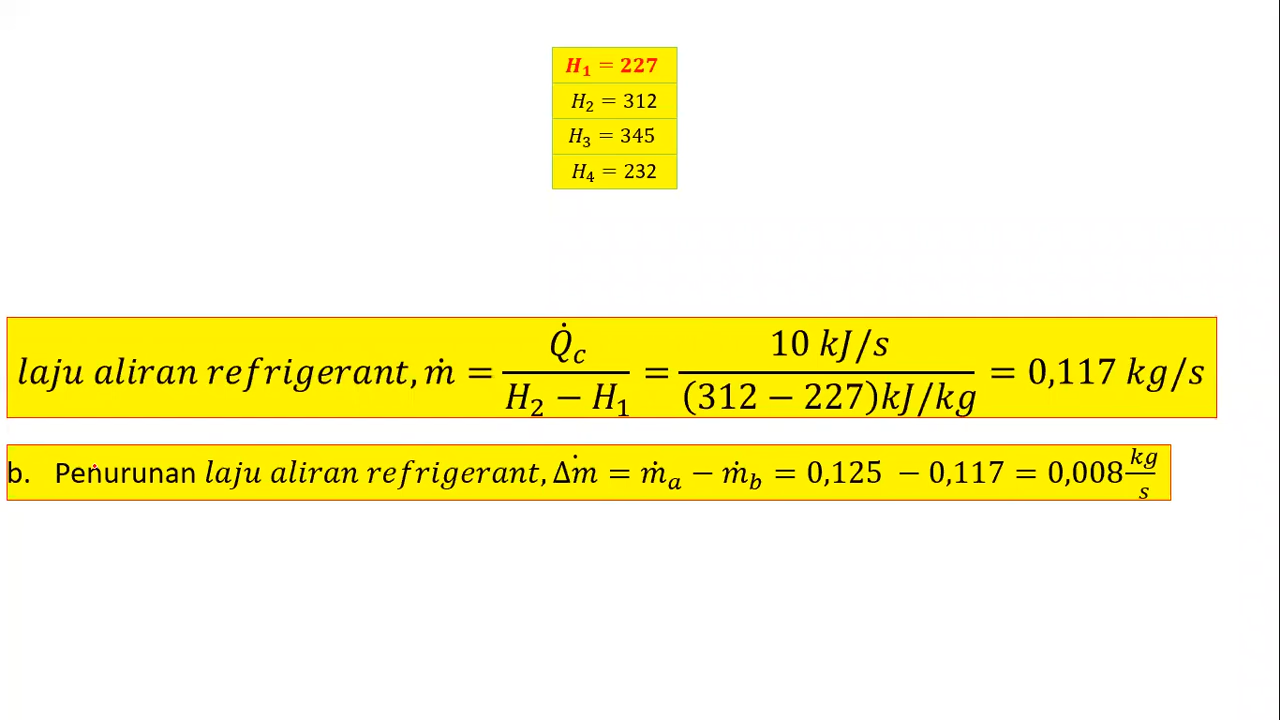 H₁ = 227
H₂ = 312
H₃ = 345
H₄ = 232
laju aliran refrigerant, ṁ = Q̇c / (H₂ − H₁) = 10 kJ/s / (312 − 227)kJ/kg = 0,117 kg/s
b. Penurunan laju aliran refrigerant, Δṁ = ṁₐ − ṁb = 0,125 − 0,117 = 0,008 kg/s